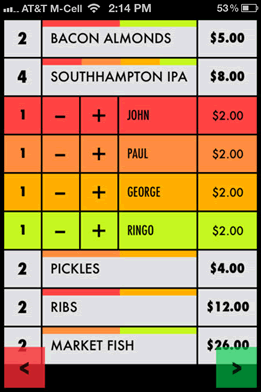 AT&T M-Cell 2:14 PM 53%
2 BACON ALMONDS $5.00
4 SOUTHHAMPTON IPA $8.00
1 − + JOHN $2.00
1 − + PAUL $2.00
1 − + GEORGE $2.00
1 − + RINGO $2.00
2 PICKLES $4.00
2 RIBS $12.00
2 MARKET FISH $26.00
< >